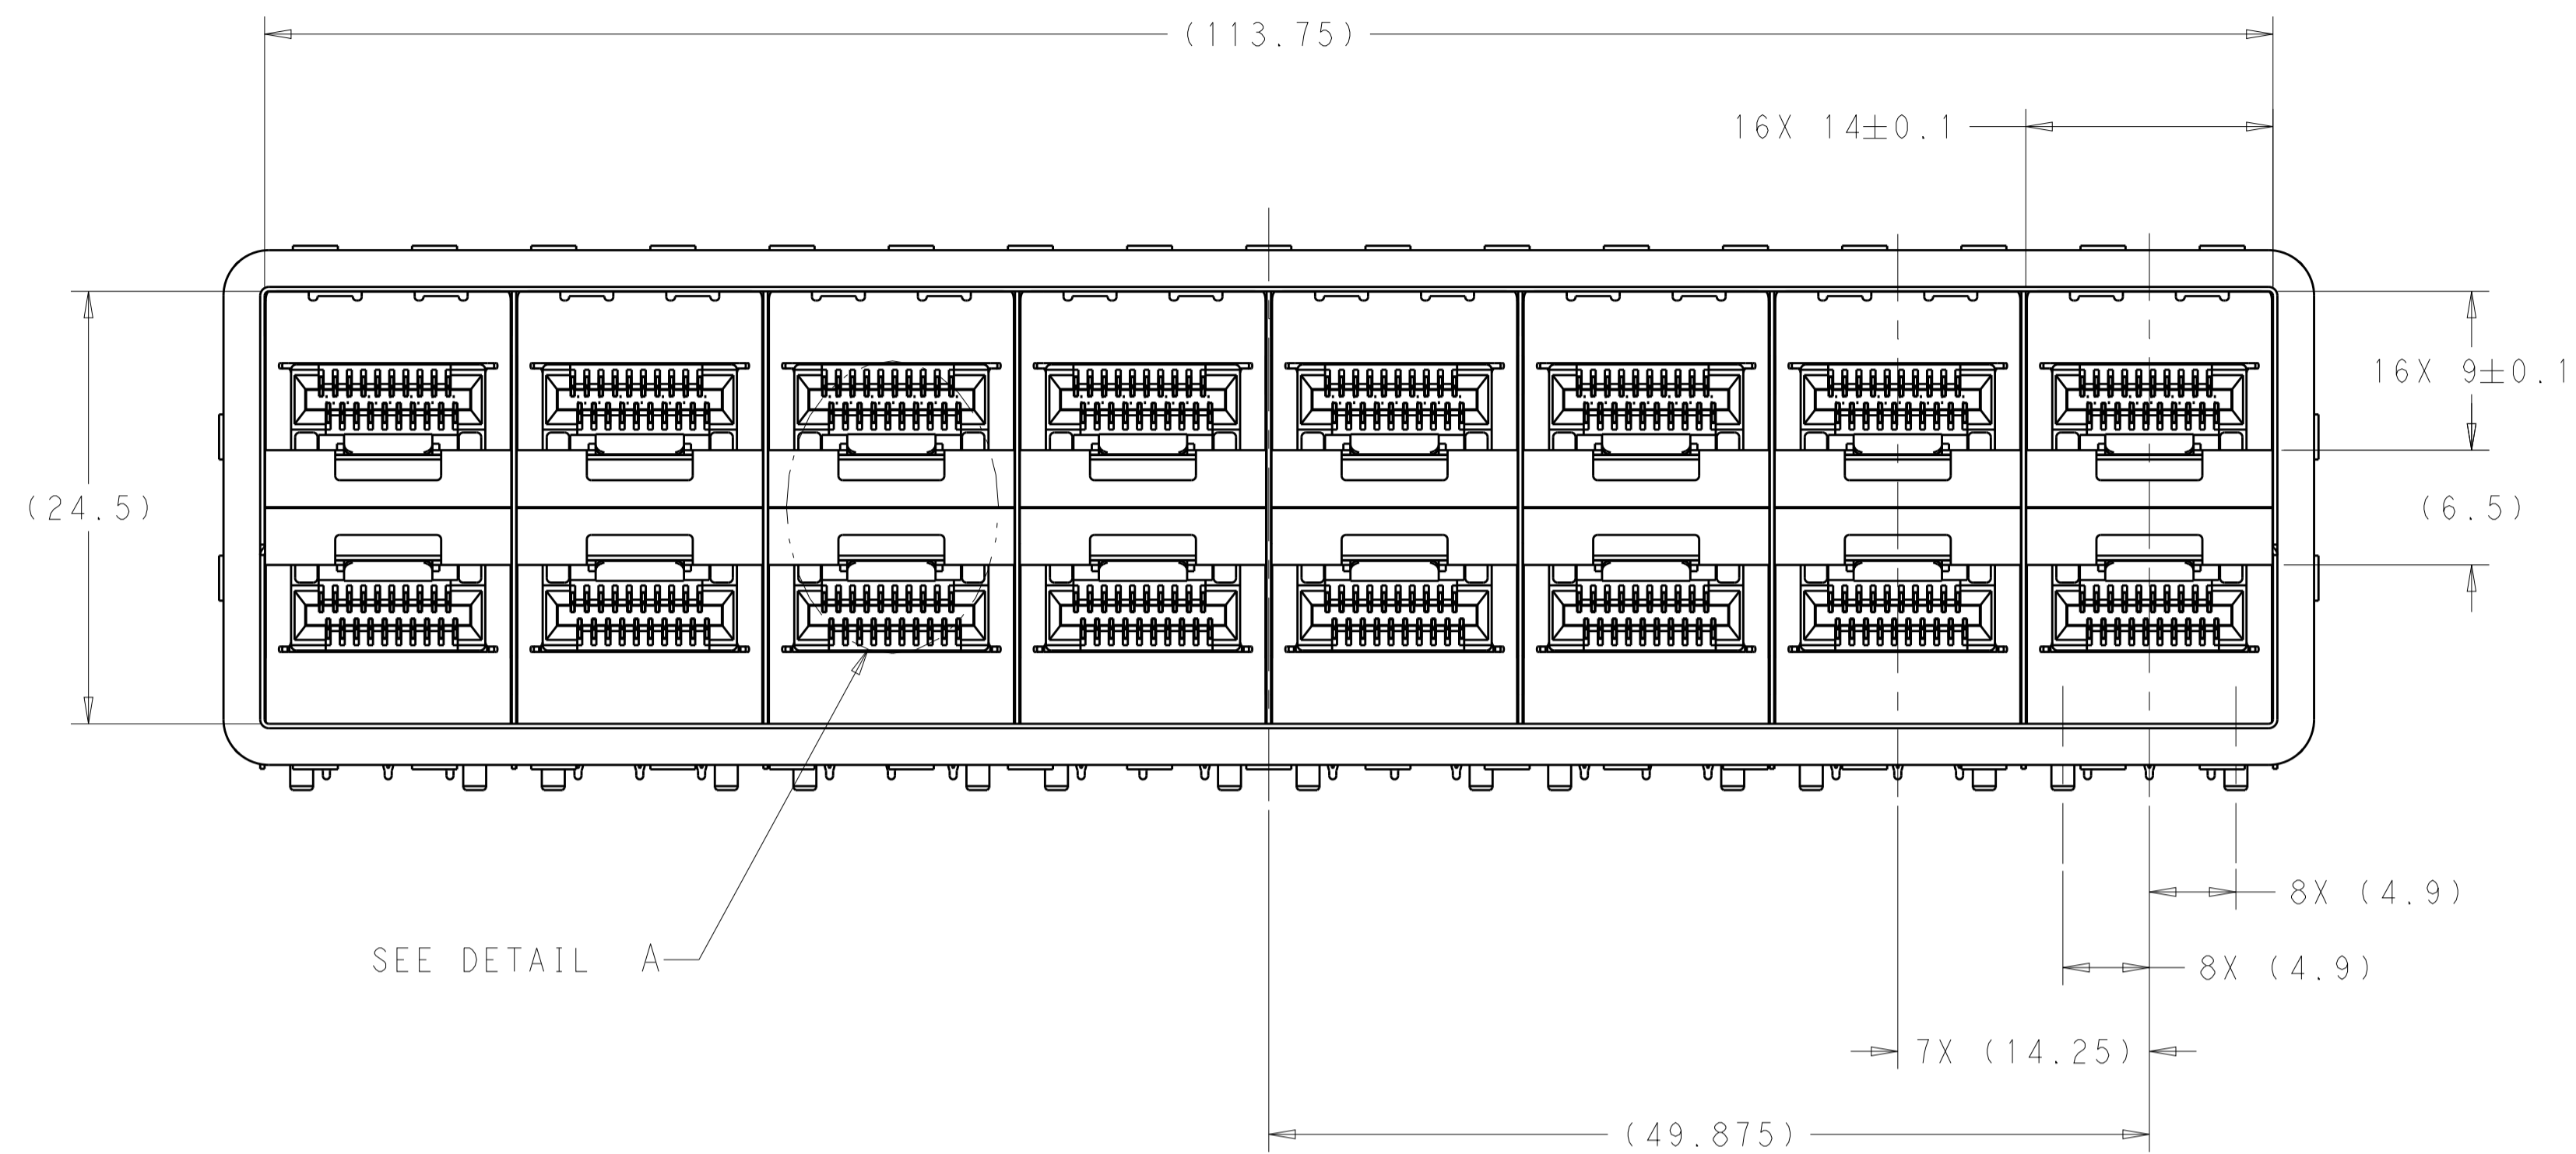 (113.75)
16X 14±0.1
16X 9±0.1
(24.5)
(6.5)
8X (4.9)
SEE DETAIL A
8X (4.9)
7X (14.25)
(49.875)